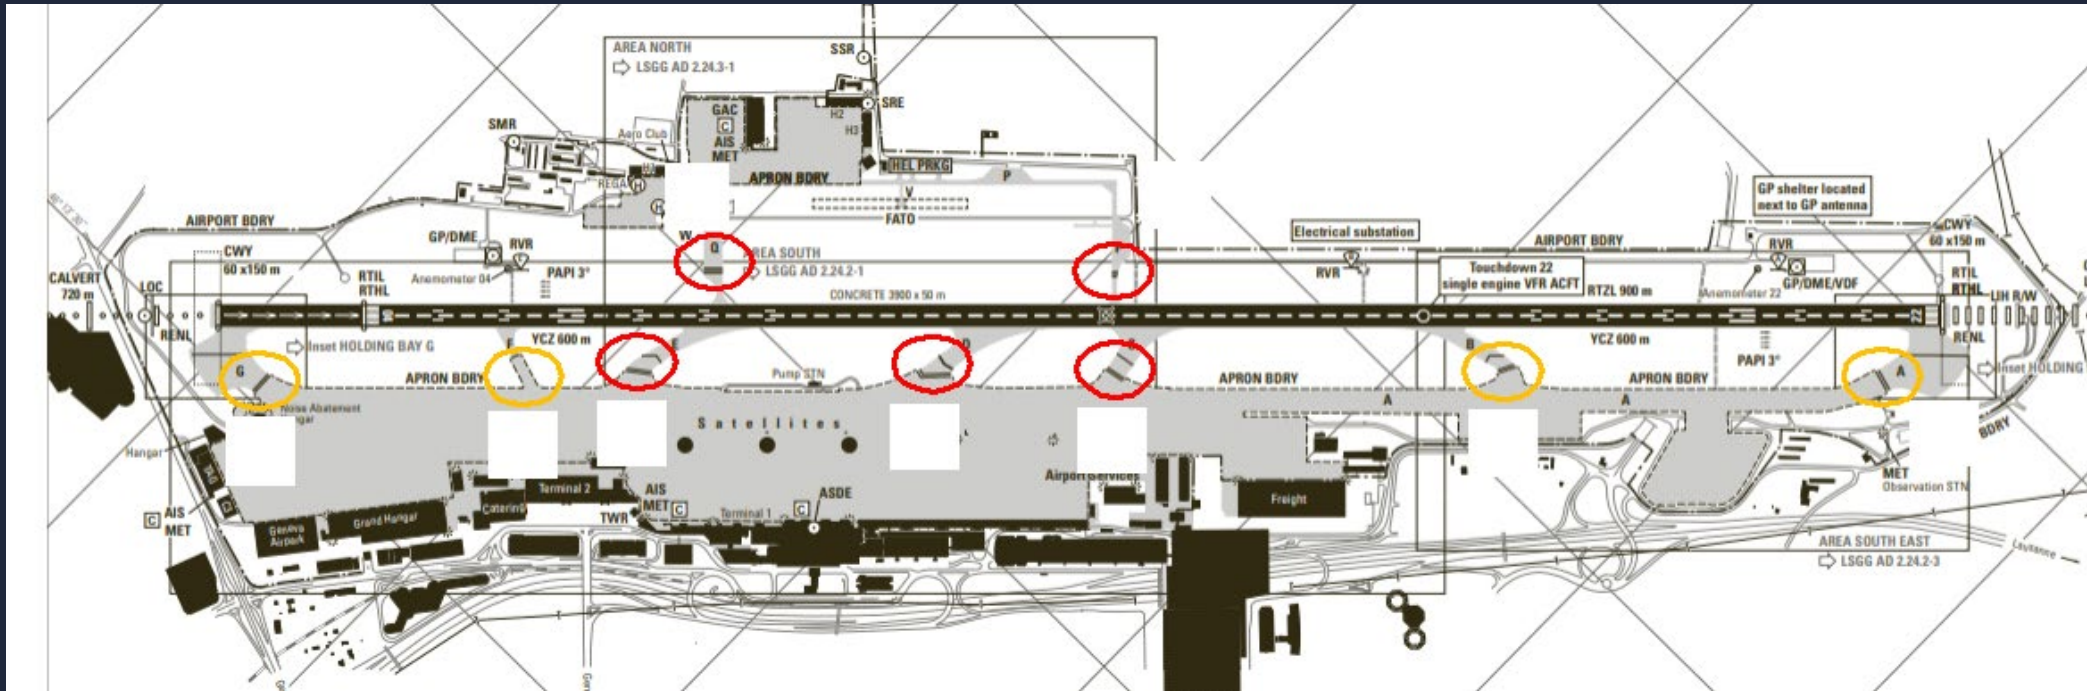 AREA NORTH
LSGG AD 2.24.3-1
SSR
SRE
GAC
C
AIS
MET
H2
H3
SMR
Aero Club
HEL PRKG
APRON BDRY
P
V
FATO
H
H
W
Q
AREA SOUTH
LSGG AD 2.24.2-1
GP shelter located
next to GP antenna
Electrical substation
AIRPORT BDRY
AIRPORT BDRY
CWY
60 x150 m
CWY
60 x150 m
GP/DME
RVR
Anemometer 04
PAPI 3°
RTIL
RTHL
CALVERT
720 m
LOC
RENL
CONCRETE 3900 x 50 m
RVR
Touchdown 22
single engine VFR ACFT
RTZL 900 m
RVR
GP/DME/VDF
Anemometer 22
RTIL
RTHL
LIH R/W
RENL
22
Inset HOLDING BAY G
F
YCZ 600 m
E
D
B
YCZ 600 m
PAPI 3°
Inset HOLDING
G
APRON BDRY
Pump STN
APRON BDRY
APRON BDRY
A
A
A
Noise Abatement
Satellites
Hangar
BDRY
Airport Services
MET
Observation STN
AIS
MET
C
Terminal 2
Catering
Grand Hangar
Geneva
Airport
TWR
AIS
MET
C
Terminal 1
C
ASDE
Freight
AREA SOUTH EAST
LSGG AD 2.24.2-3
Lausanne